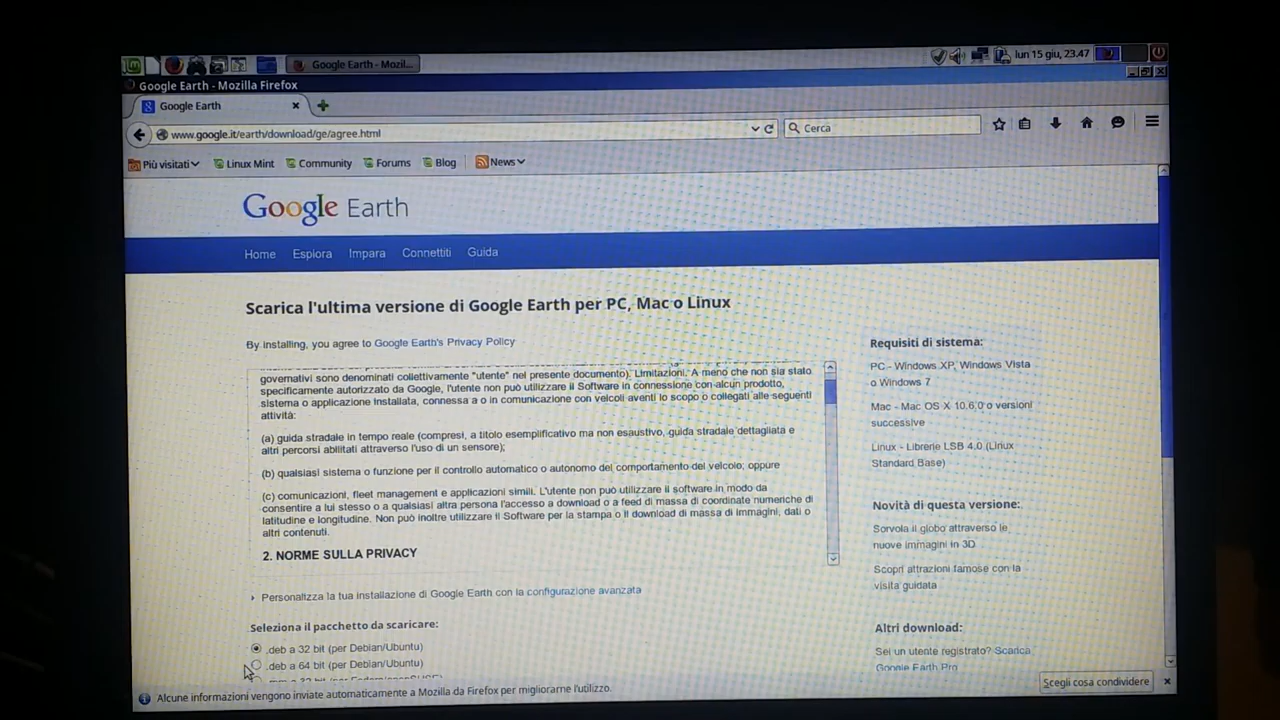 Google Earth - Mozil...
lun 15 giu, 23.47
Google Earth - Mozilla Firefox
Google Earth
www.google.it/earth/download/ge/agree.html
Cerca
Più visitati
Linux Mint
Community
Forums
Blog
News
Google Earth
Home
Esplora
Impara
Connettiti
Guida
Scarica l'ultima versione di Google Earth per PC, Mac o Linux
By installing, you agree to Google Earth's Privacy Policy
governativi sono denominati collettivamente "utente" nel presente documento). Limitazioni. A meno che non sia stato
specificamente autorizzato da Google, l'utente non può utilizzare il Software in connessione con alcun prodotto,
sistema o applicazione installata, connessa a o in comunicazione con veicoli aventi lo scopo o collegati alle seguenti
attività:
(a) guida stradale in tempo reale (compresi, a titolo esemplificativo ma non esaustivo, guida stradale dettagliata e
altri percorsi abilitati attraverso l'uso di un sensore);
(b) qualsiasi sistema o funzione per il controllo automatico o autonomo del comportamento del veicolo; oppure
(c) comunicazioni, fleet management e applicazioni simili. L'utente non può utilizzare il software in modo da
consentire a lui stesso o a qualsiasi altra persona l'accesso a download o a feed di massa di coordinate numeriche di
latitudine e longitudine. Non può inoltre utilizzare il Software per la stampa o il download di massa di immagini, dati o
altri contenuti.
2. NORME SULLA PRIVACY
Personalizza la tua installazione di Google Earth con la configurazione avanzata
Seleziona il pacchetto da scaricare:
.deb a 32 bit (per Debian/Ubuntu)
.deb a 64 bit (per Debian/Ubuntu)
Requisiti di sistema:
PC - Windows XP, Windows Vista
o Windows 7
Mac - Mac OS X 10.6.0 o versioni
successive
Linux - Librerie LSB 4.0 (Linux
Standard Base)
Novità di questa versione:
Sorvola il globo attraverso le
nuove immagini in 3D
Scopri attrazioni famose con la
visita guidata
Altri download:
Sei un utente registrato? Scarica
Google Earth Pro
Alcune informazioni vengono inviate automaticamente a Mozilla da Firefox per migliorarne l'utilizzo.
Scegli cosa condividere